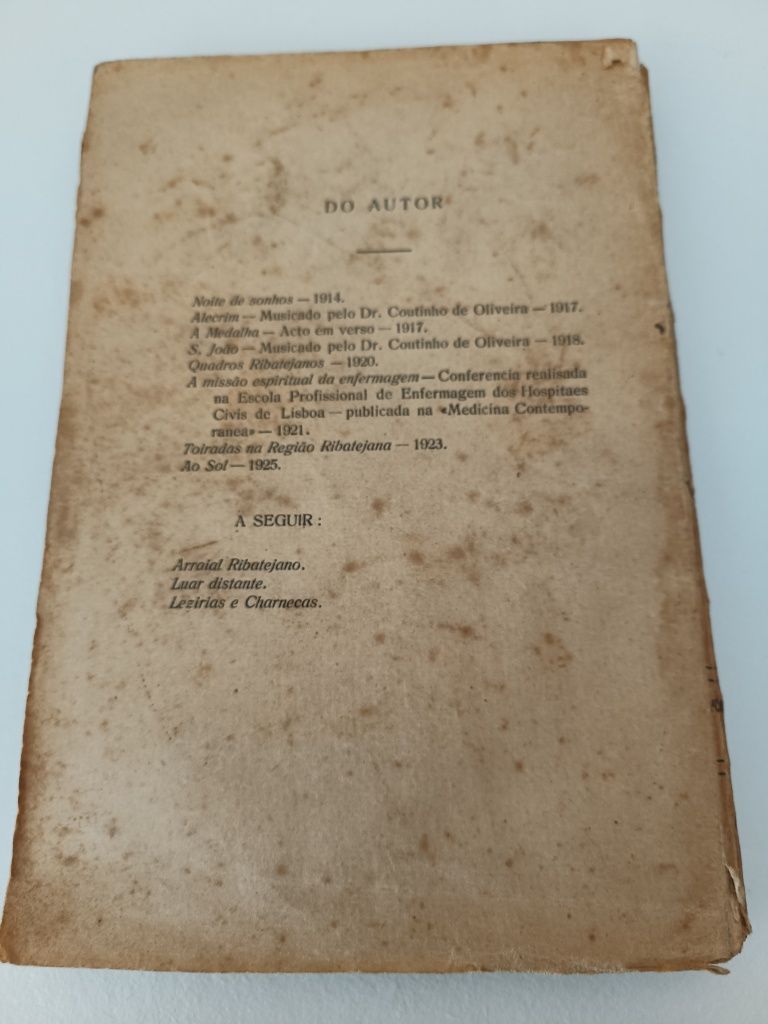 DO AUTOR
Noite de sonhos — 1914.
Alecrim — Musicado pelo Dr. Coutinho de Oliveira — 1917.
A Medalha — Acto em verso — 1917.
S. João — Musicado pelo Dr. Coutinho de Oliveira — 1918.
Quadros Ribatejanos — 1920.
A missão espiritual da enfermagem — Conferencia realisada
na Escola Profissional de Enfermagem dos Hospitaes
Civis de Lisboa — publicada na «Medicina Contempo-
ranea» — 1921.
Toiradas na Região Ribatejana — 1923.
Ao Sol — 1925.
A SEGUIR :
Arraial Ribatejano.
Luar distante.
Lezirias e Charnecas.